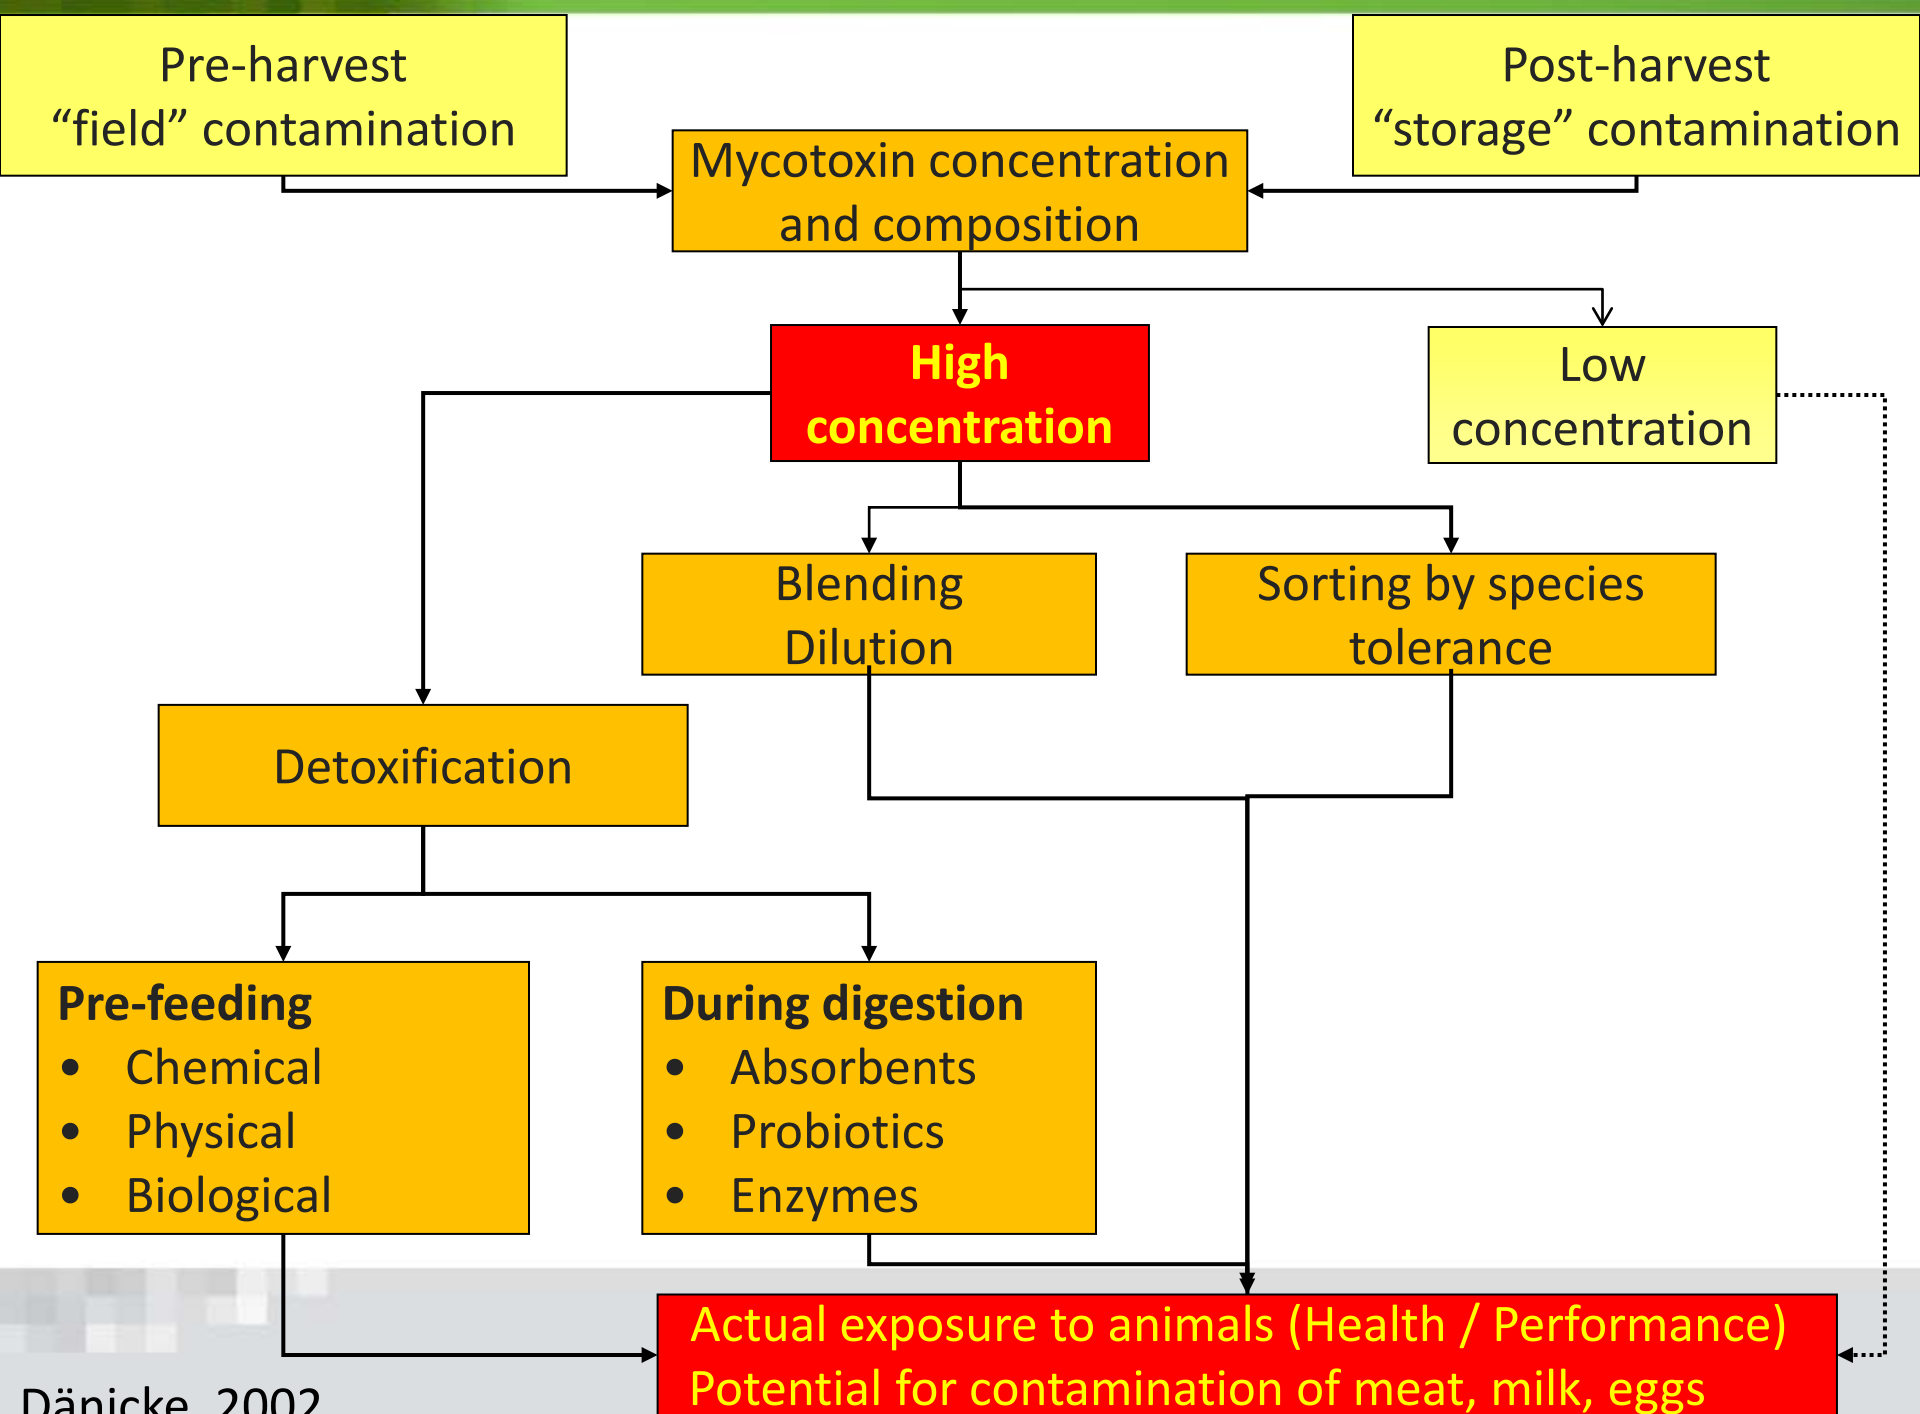 Pre-harvest
“field” contamination
Post-harvest
“storage” contamination
Mycotoxin concentration
and composition
High
concentration
Low
concentration
Blending
Dilution
Sorting by species
tolerance
Detoxification
Pre-feeding
• Chemical
• Physical
• Biological
During digestion
• Absorbents
• Probiotics
• Enzymes
Actual exposure to animals (Health / Performance)
Potential for contamination of meat, milk, eggs
Dänicke, 2002